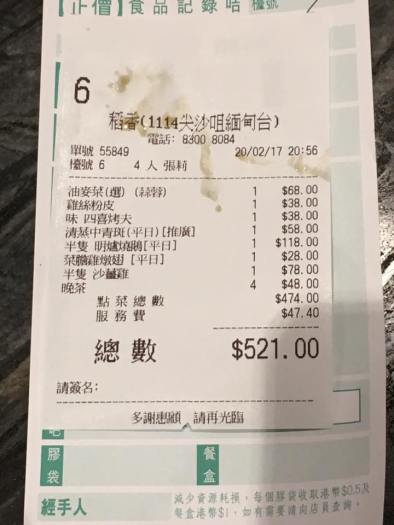 【正價】食品記錄咭 檯號
6
稻香(1114尖沙咀緬甸台)
電話: 8300 8084
單號 55849 20/02/17 20:56
檯號 6 4 人 張莉
油麥菜(選) (蒜蓉) 1 $68.00
雞絲粉皮 1 $38.00
味 四喜烤夫 1 $38.00
清蒸中青斑(平日)[推廣] 1 $58.00
半隻 明爐燒鵝[平日] 1 $118.00
菜膽雞燉翅 [平日] 1 $28.00
半隻 沙鹹雞 1 $78.00
晚茶 4 $48.00
點菜總數 $474.00
服務費 $47.40
總數 $521.00
請簽名:
多謝惠顧 請再光臨
膠袋
餐盒
經手人
減少資源耗損，每個膠袋收取港幣$0.5及
餐盒港幣$1，如有需要請向店員查詢。